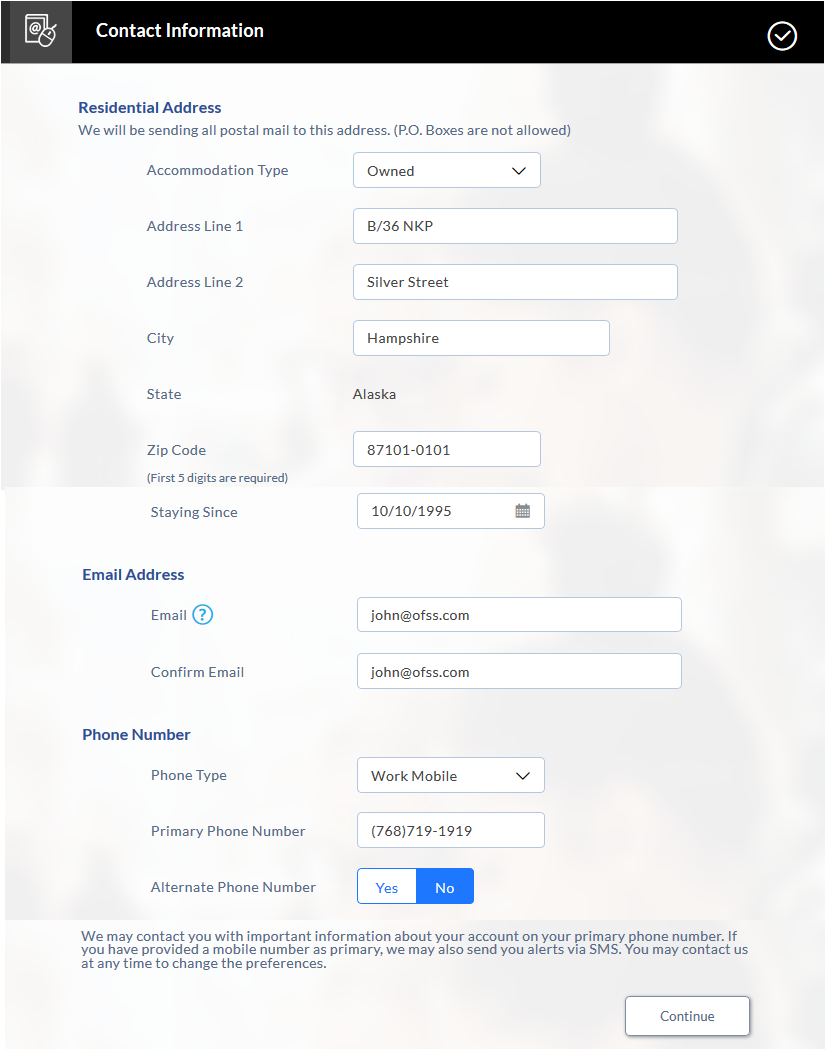 Contact Information
Residential Address
We will be sending all postal mail to this address. (P.O. Boxes are not allowed)
Accommodation Type Owned
Address Line 1 B/36 NKP
Address Line 2 Silver Street
City Hampshire
State Alaska
Zip Code 87101-0101
(First 5 digits are required)
Staying Since 10/10/1995
Email Address
Email ? john@ofss.com
Confirm Email john@ofss.com
Phone Number
Phone Type Work Mobile
Primary Phone Number (768)719-1919
Alternate Phone Number Yes No
We may contact you with important information about your account on your primary phone number. If
you have provided a mobile number as primary, we may also send you alerts via SMS. You may contact us
at any time to change the preferences.
Continue